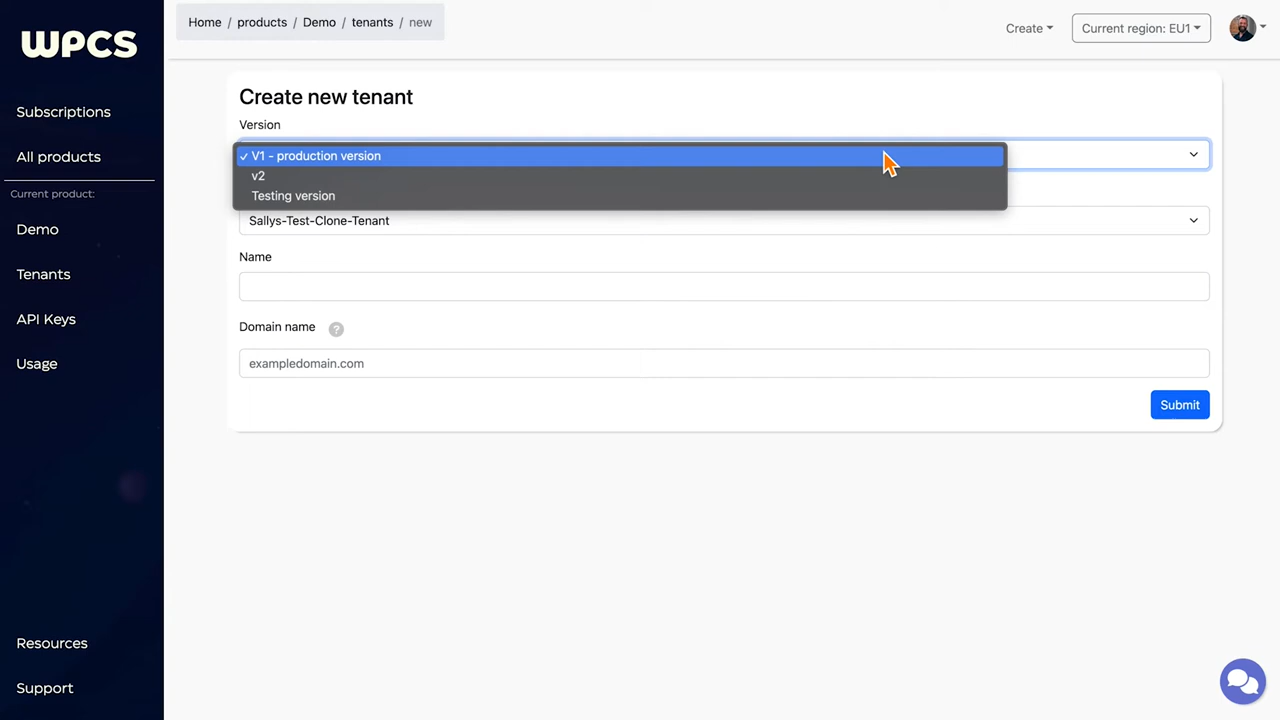 WPCS
Subscriptions
All products
Current product:
Demo
Tenants
API Keys
Usage
Resources
Support
Home / products / Demo / tenants / new
Create
Current region: EU1
Create new tenant
Version
✓ V1 - production version
v2
Testing version
Sallys-Test-Clone-Tenant
Name
Domain name ?
exampledomain.com
Submit